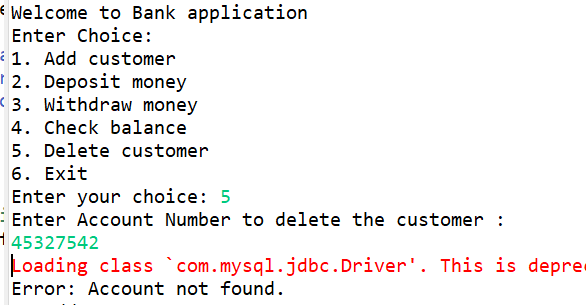 Welcome to Bank application
Enter Choice:
1. Add customer
2. Deposit money
3. Withdraw money
4. Check balance
5. Delete customer
6. Exit
Enter your choice: 5
Enter Account Number to delete the customer :
45327542
Loading class `com.mysql.jdbc.Driver'. This is depre
Error: Account not found.